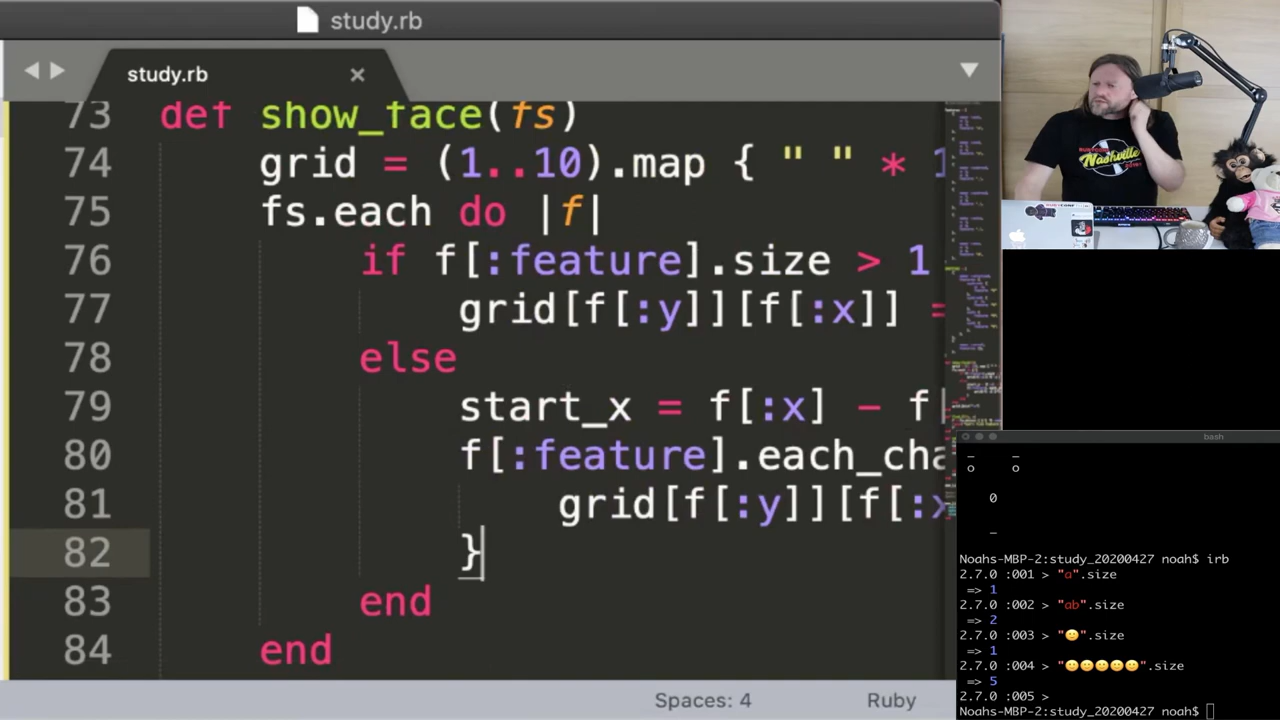 study.rb
study.rb ×
73 def show_face(fs)
74 grid = (1..10).map { " " * 1
75 fs.each do |f|
76 if f[:feature].size > 1
77 grid[f[:y]][f[:x]] =
78 else
79 start_x = f[:x] - f
80 f[:feature].each_cha
81 grid[f[:y]][f[:x
82 }
83 end
84 end
Spaces: 4 Ruby
Nashville
bash
_ _
o o
0
_
Noahs-MBP-2:study_20200427 noah$ irb
2.7.0 :001 > "a".size
=> 1
2.7.0 :002 > "ab".size
=> 2
2.7.0 :003 > "🙂".size
=> 1
2.7.0 :004 > "🙂🙂🙂🙂🙂".size
=> 5
2.7.0 :005 >
Noahs-MBP-2:study_20200427 noah$